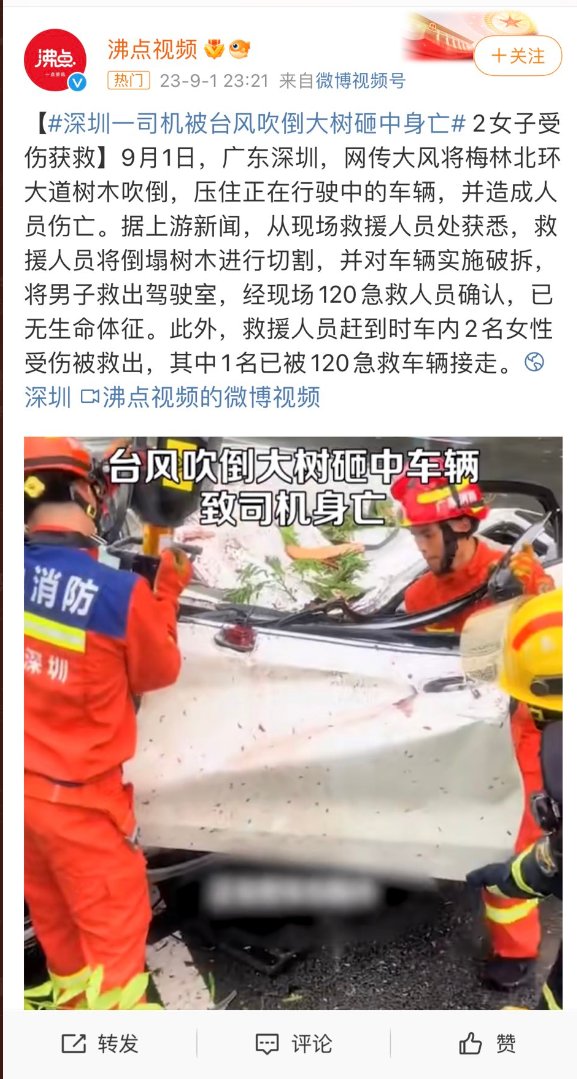 沸点
一点就燃
沸点视频
+关注
热门 23-9-1 23:21 来自微博视频号
【#深圳一司机被台风吹倒大树砸中身亡# 2女子受
伤获救】9月1日，广东深圳，网传大风将梅林北环
大道树木吹倒，压住正在行驶中的车辆，并造成人
员伤亡。据上游新闻，从现场救援人员处获悉，救
援人员将倒塌树木进行切割，并对车辆实施破拆，
将男子救出驾驶室，经现场120急救人员确认，已
无生命体征。此外，救援人员赶到时车内2名女性
受伤被救出，其中1名已被120急救车辆接走。
深圳 沸点视频的微博视频
台风吹倒大树砸中车辆
致司机身亡
消防
深圳
转发
评论
赞